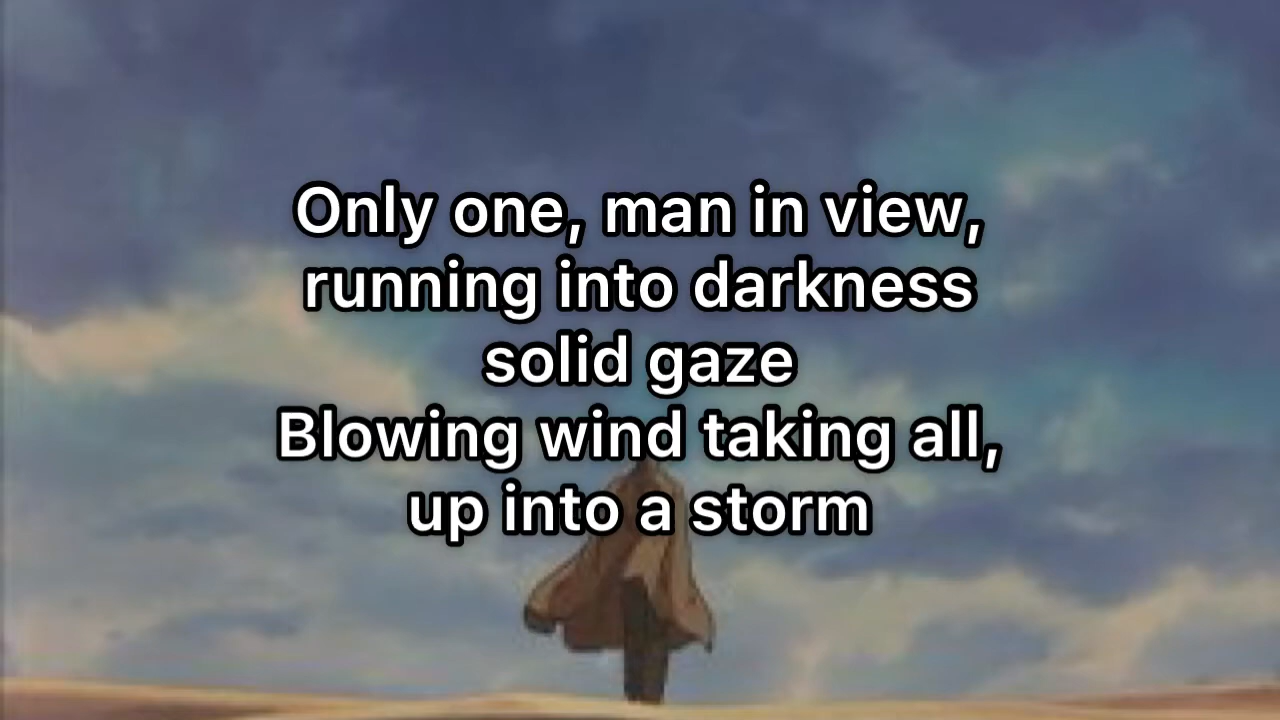 Only one, man in view,
running into darkness
solid gaze
Blowing wind taking all,
up into a storm